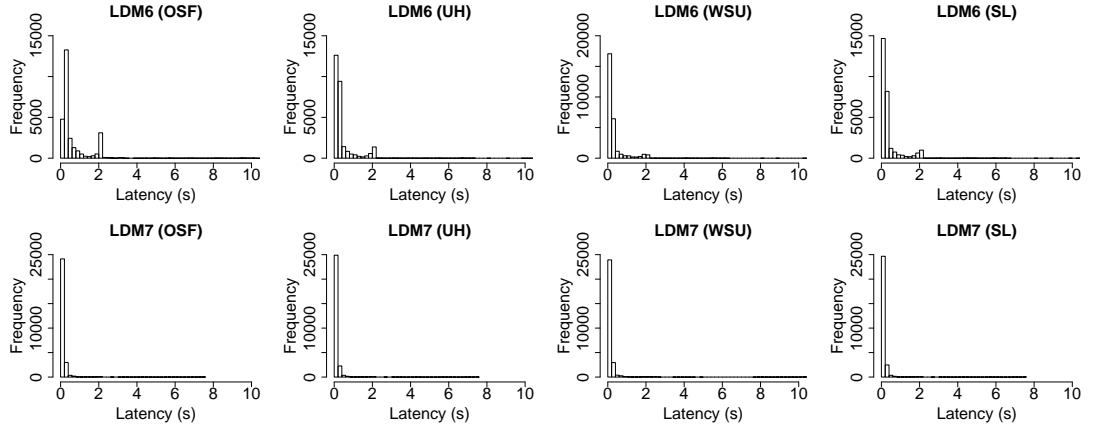 LDM6 (OSF)
Frequency
0 5000 15000
0 2 4 6 8 10
Latency (s)
LDM6 (UH)
Frequency
0 5000 15000
0 2 4 6 8 10
Latency (s)
LDM6 (WSU)
Frequency
0 10000 20000
0 2 4 6 8 10
Latency (s)
LDM6 (SL)
Frequency
0 5000 15000
0 2 4 6 8 10
Latency (s)
LDM7 (OSF)
Frequency
0 10000 25000
0 2 4 6 8 10
Latency (s)
LDM7 (UH)
Frequency
0 10000 25000
0 2 4 6 8 10
Latency (s)
LDM7 (WSU)
Frequency
0 10000 25000
0 2 4 6 8 10
Latency (s)
LDM7 (SL)
Frequency
0 10000 25000
0 2 4 6 8 10
Latency (s)